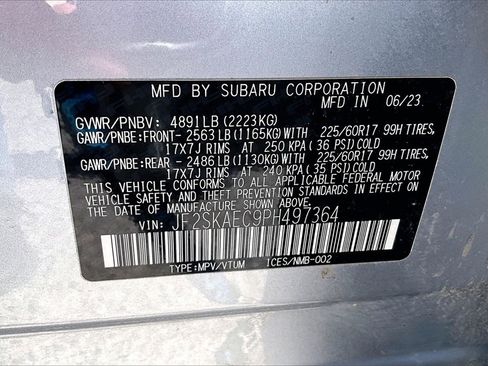 MFD BY SUBARU CORPORATION
MFD. IN 06/23.
GVWR/PNBV: 4891LB(2223KG)
GAWR/PNBE:FRONT- 2563LB(1165KG)WITH 225/60R17 99H TIRES,
17X7J RIMS AT 250 KPA(36 PSI)COLD
GAWR/PNBE:REAR - 2486LB(1130KG)WITH 225/60R17 99H TIRES,
17X7J RIMS AT 240 KPA(35 PSI)COLD
THIS VEHICLE CONFORMS TO ALL APPLICABLE FEDERAL MOTOR
VEHICLE SAFETY AND THEFT PREVENTION STANDARDS IN EFFECT
ON THE DATE OF MANUFACTURE SHOWN ABOVE.
VIN: JF2SKAEC9PH497364
TYPE:MPV/VTUM ICES/NMB-002